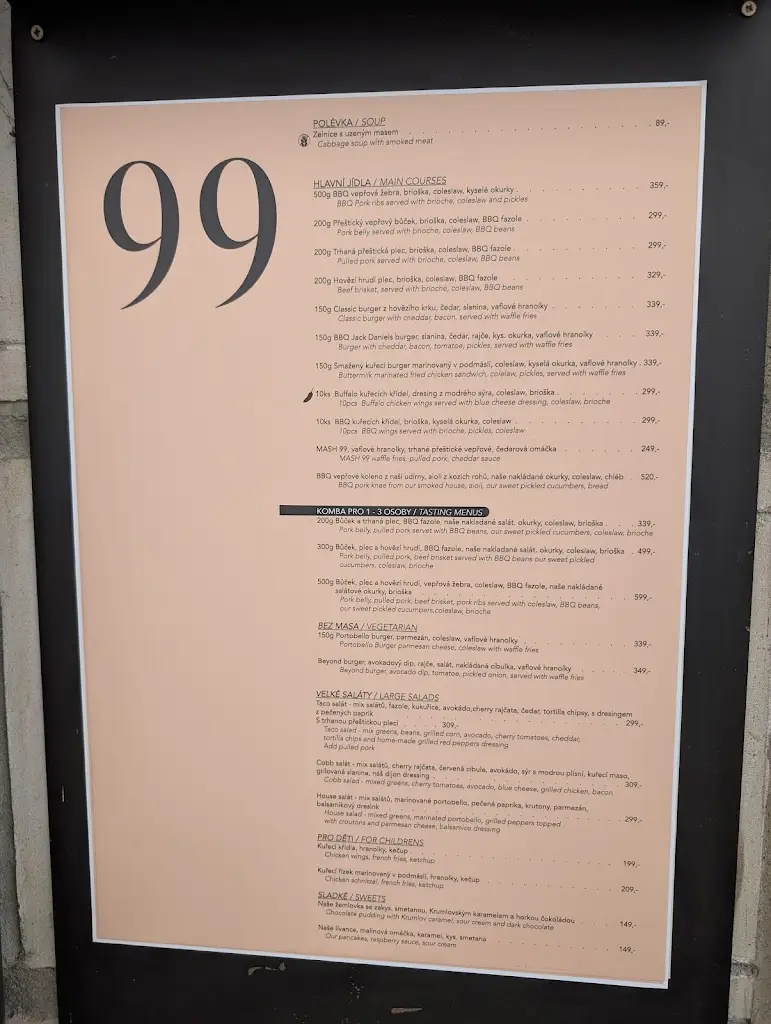 99
POLÉVKA / SOUP
Zelnice s uzeným masem . . . . . . . . . . . 89,-
Cabbage soup with smoked meat
HLAVNÍ JÍDLA / MAIN COURSES
500g BBQ vepřová žebra, brioška, coleslaw, kyselé okurky . . . . . . . 359,-
BBQ Pork ribs served with brioche, coleslaw and pickles
200g Přeštický vepřový bůček, brioška, coleslaw, BBQ fazole . . . . . . . 299,-
Pork belly served with brioche, coleslaw, BBQ beans
200g Trhaná přeštická plec, brioška, coleslaw, BBQ fazole . . . . . . . 299,-
Pulled pork served with brioche, coleslaw, BBQ beans
200g Hovězí hrudí plec, brioška, coleslaw, BBQ fazole . . . . . . . 329,-
Beef brisket, served with brioche, coleslaw, BBQ beans
150g Classic burger z hovězího krku, čedar, slanina, vaflové hranolky . . . . . 339,-
Classic burger with cheddar, bacon, served with waffle fries
150g BBQ Jack Daniels burger, slanina, čedar, rajče, kys. okurka, vaflové hranolky . . . 339,-
Burger with cheddar, bacon, tomatoe, pickles, served with waffle fries
150g Smažený kuřecí burger marinovaný v podmáslí, coleslaw, kyselá okurka, vaflové hranolky . 339,-
Buttermilk marinated fried chicken sandwich, colelaw, pickles, served with waffle fries
10ks Buffalo kuřecích křídel, dresing z modrého sýra, coleslaw, brioška . . . . . 299,-
10pcs Buffalo chicken wings served with blue cheese dressing, coleslaw, brioche
10ks BBQ kuřecích křídel, brioška, kyselá okurka, coleslaw . . . . . . . 299,-
10pcs BBQ wings served with brioche, pickles, coleslaw
MASH 99, vaflové hranolky, trhané přeštické vepřové, čedarová omáčka . . . . . 249,-
MASH 99 waffle fries, pulled pork, cheddar sauce
BBQ vepřové koleno z naší udírny, aioli z kozích rohů, naše nakládané okurky, coleslaw, chléb . 520,-
BBQ pork knee from our smoked house, aioli, our sweet pickled cucumbers, bread
KOMBA PRO 1 - 3 OSOBY / TASTING MENUS
200g Bůček a trhaná plec, BBQ fazole, naše nakladané salát. okurky, coleslaw, brioška . . 339,-
Pork belly, pulled pork servet with BBQ beans, our sweet pickled cucumbers, coleslaw, brioche
300g Bůček, plec a hovězí hrudí, BBQ fazole, naše nakladané salát. okurky, coleslaw, brioška . 499,-
Pork belly, pulled pork, beef brisket served with BBQ beans our sweet pickled
cucumbers, coleslaw, brioche
500g Bůček, plec a hovězí hrudí, vepřová žebra, coleslaw, BBQ fazole, naše nakládané
salátové okurky, brioška . . . . . . . . . . . 599,-
Pork belly, pulled pork, beef brisket, pork ribs served with coleslaw, BBQ beans,
our sweet pickled cucumbers,coleslaw, brioche
BEZ MASA / VEGETARIAN
150g Portobello burger, parmezán, coleslaw, vaflové hranolky . . . . . . 339,-
Portobello Burger parmesan cheese, coleslaw with waffle fries
Beyond burger, avokadový dip, rajče, salát, nakládaná cibulka, vaflové hranolky . . . 349,-
Beyond burger, avocado dip, tomatoe, pickled onion, served with waffle fries
VELKÉ SALÁTY / LARGE SALADS
Taco salát - mix salátů, fazole, kukuřice, avokádo,cherry rajčata, čedar, tortilla chipsy, s dresingem
z pečených paprik . . . . . . . . . . . . 299,-
S trhanou přeštickou plecí . . . . 309,-
Taco salad - mix greens, beans, grilled corn, avocado, cherry tomatoes, cheddar,
tortilla chips and home-made grilled red peppers dressing
Add pulled pork
Cobb salát - mix salátů, cherry rajčata, červená cibule, avokádo, sýr s modrou plísní, kuřecí maso,
grilovaná slanina, náš dijon dressing . . . . . . . . . 309,-
Cobb salad - mixed greens, cherry tomatoes, avocado, blue cheese, grilled chicken, bacon
House salát - mix salátů, marinované portobello, pečená paprika, krutony, parmezán,
balsamikový dresink . . . . . . . . . . . 299,-
House salad - mixed greens, marinated portobello, grilled peppers topped
with croutons and parmesan cheese, balsamico dressing
PRO DĚTI / FOR CHILDRENS
Kuřecí křídla, hranolky, kečup . . . . . . . . . . 199,-
Chicken wings, french fries, ketchup
Kuřecí řízek marinovaný v podmáslí, hranolky, kečup . . . . . . . 209,-
Chicken schnitzel, french fries, ketchup
SLADKÉ / SWEETS
Naše žemlovka se zakys. smetanou, Krumlovským karamelem a horkou čokoládou . . . 149,-
Chocolate pudding with Krumlov caramel, sour cream and dark chocolate
Naše lívance, malinová omáčka, karamel, kys. smetana . . . . . . . 149,-
Our pancakes, raspberry sauce, sour cream